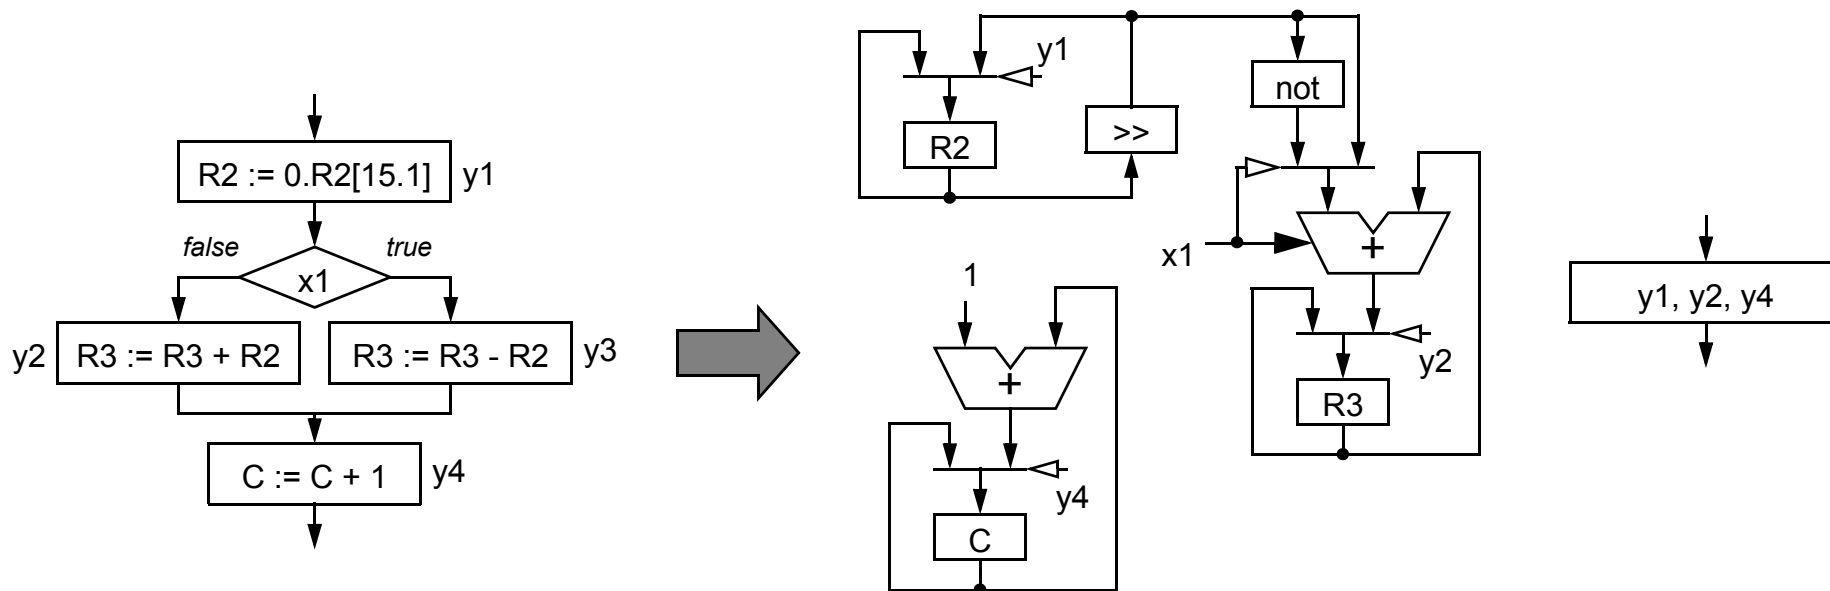 R2 := 0.R2[15.1] y1
false true
x1
y2 R3 := R3 + R2 R3 := R3 - R2 y3
C := C + 1 y4
y1
R2
>>
not
x1
+
y2
R3
1
+
y4
C
y1, y2, y4